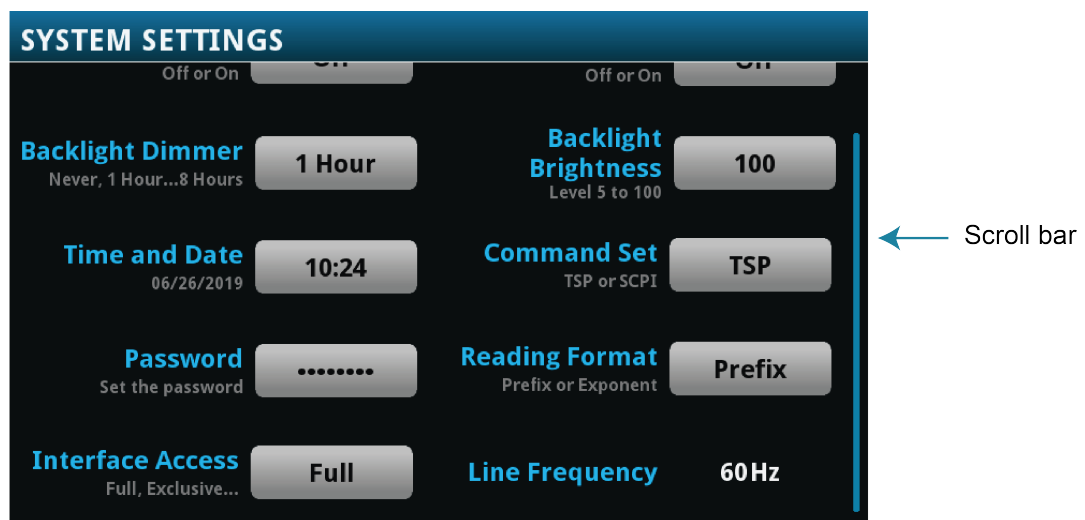 SYSTEM SETTINGS
Off or On
Off or On
Backlight Dimmer
Never, 1 Hour...8 Hours
1 Hour
Backlight
Brightness
Level 5 to 100
100
Time and Date
06/26/2019
10:24
Command Set
TSP or SCPI
TSP
Scroll bar
Password
Set the password
••••••••
Reading Format
Prefix or Exponent
Prefix
Interface Access
Full, Exclusive...
Full
Line Frequency
60Hz